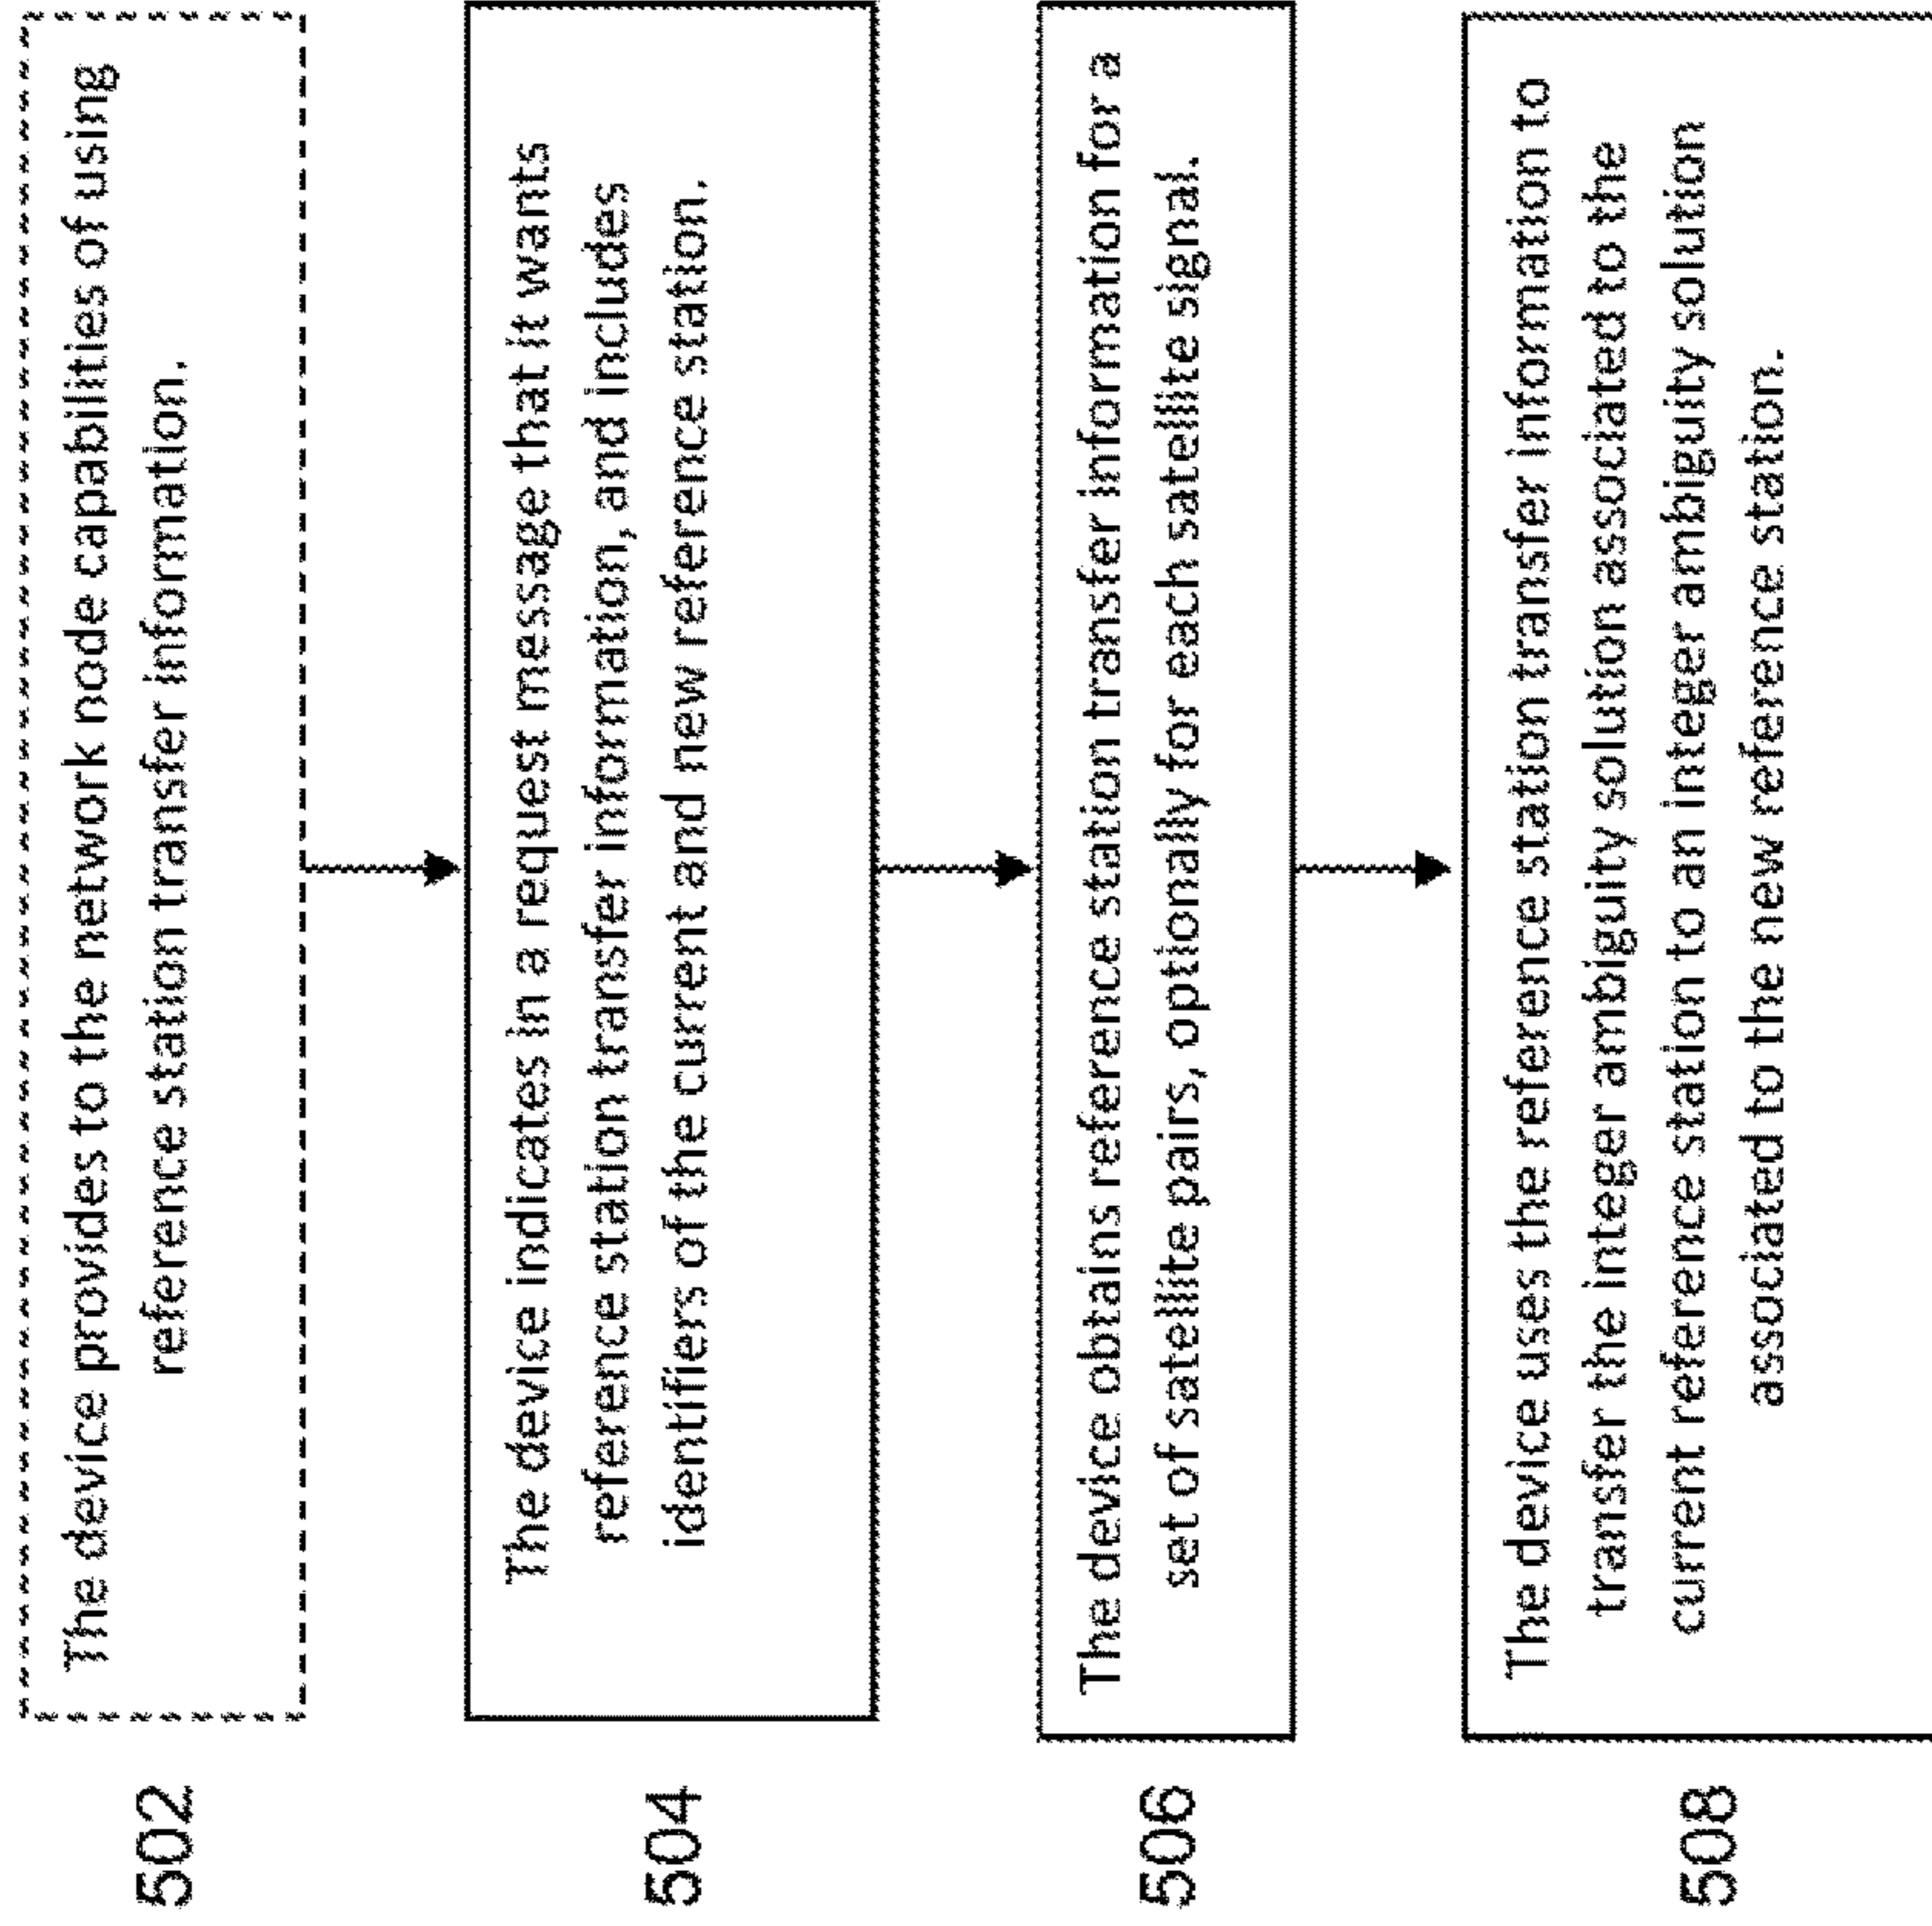 502
The device provides to the network node capabilities of using
reference station transfer information.
504
The device indicates in a request message that it wants
reference station transfer information, and includes
identifiers of the current and new reference station.
506
The device obtains reference station transfer information for a
set of satellite pairs, optionally for each satellite signal.
508
The device uses the reference station transfer information to
transfer the integer ambiguity solution associated to the
current reference station to an integer ambiguity solution
associated to the new reference station.